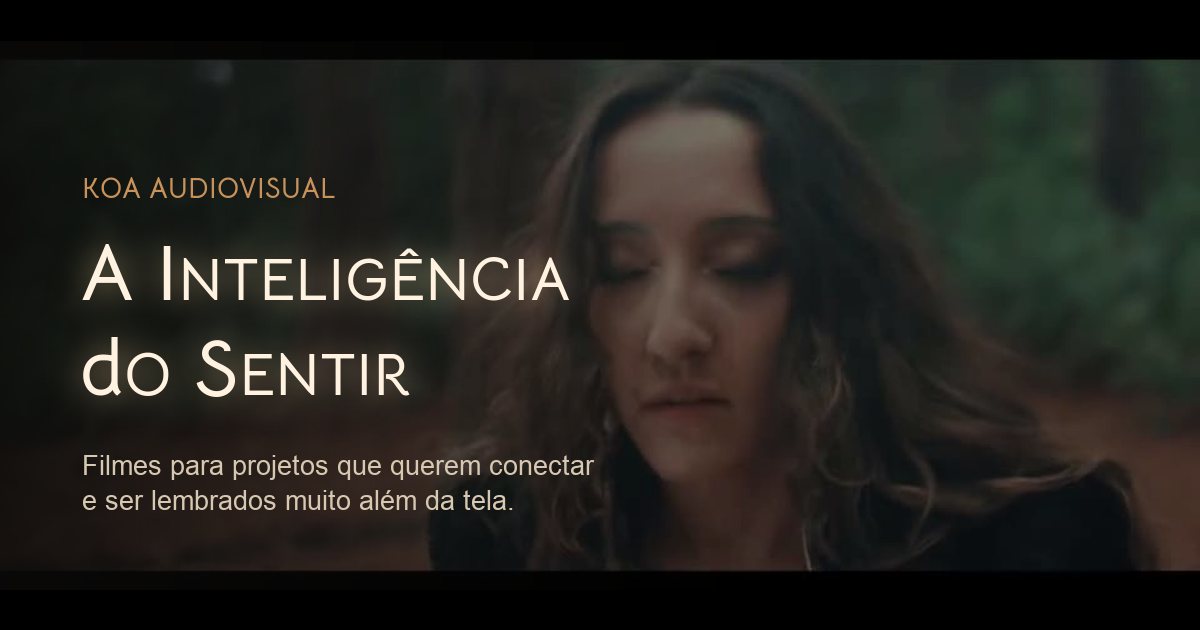 KOA AUDIOVISUAL
A Inteligência
do Sentir
Filmes para projetos que querem conectar
e ser lembrados muito além da tela.